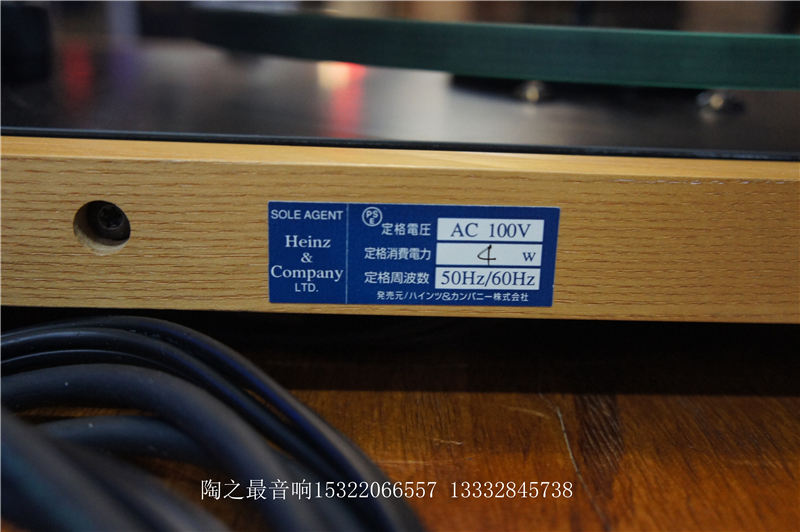 SOLE AGENT
Heinz
&
Company
LTD.
PS
E
定格電圧 AC 100V
定格消費電力 4 W
定格周波数 50Hz/60Hz
発売元/ハインツ&カンパニー株式会社
陶之最音响15322066557 13332845738